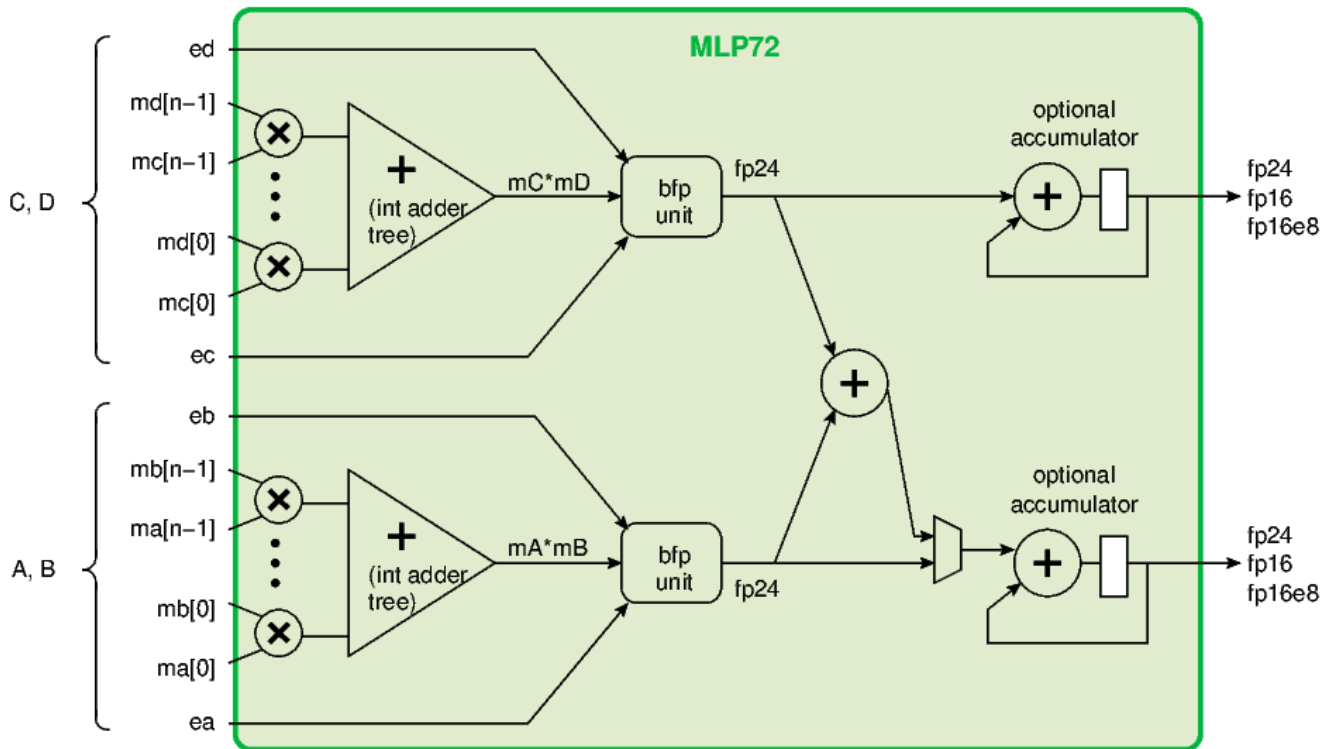 MLP72
ed
md[n−1]
mc[n−1]
+
(int adder
tree)
mC*mD
bfp
unit
fp24
optional
accumulator
+
fp24
fp16
fp16e8
C, D
md[0]
mc[0]
ec
+
eb
mb[n−1]
ma[n−1]
+
(int adder
tree)
mA*mB
bfp
unit
fp24
optional
accumulator
+
fp24
fp16
fp16e8
A, B
mb[0]
ma[0]
ea